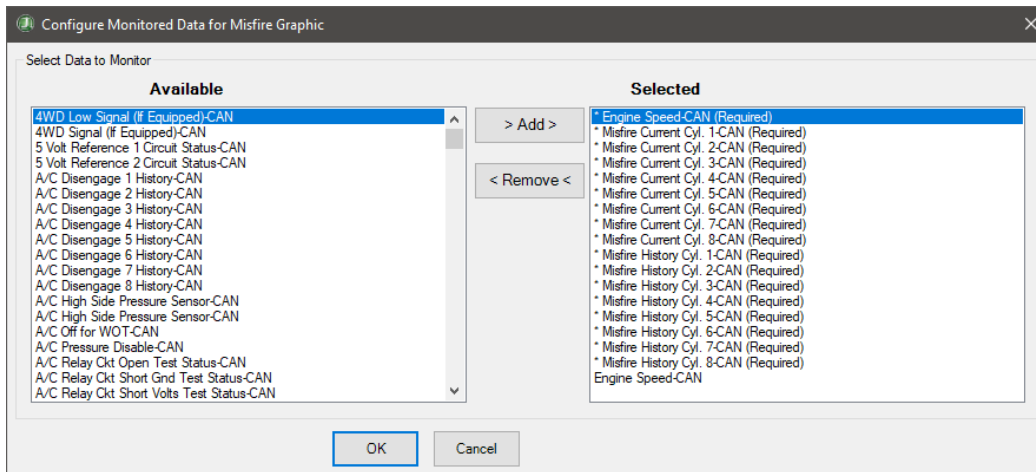 Configure Monitored Data for Misfire Graphic
Select Data to Monitor
Available
4WD Low Signal (If Equipped)-CAN
4WD Signal (If Equipped)-CAN
5 Volt Reference 1 Circuit Status-CAN
5 Volt Reference 2 Circuit Status-CAN
A/C Disengage 1 History-CAN
A/C Disengage 2 History-CAN
A/C Disengage 3 History-CAN
A/C Disengage 4 History-CAN
A/C Disengage 5 History-CAN
A/C Disengage 6 History-CAN
A/C Disengage 7 History-CAN
A/C Disengage 8 History-CAN
A/C High Side Pressure Sensor-CAN
A/C High Side Pressure Sensor-CAN
A/C Off for WOT-CAN
A/C Pressure Disable-CAN
A/C Relay Ckt Open Test Status-CAN
A/C Relay Ckt Short Gnd Test Status-CAN
A/C Relay Ckt Short Volts Test Status-CAN
> Add >
< Remove <
Selected
* Engine Speed-CAN (Required)
* Misfire Current Cyl. 1-CAN (Required)
* Misfire Current Cyl. 2-CAN (Required)
* Misfire Current Cyl. 3-CAN (Required)
* Misfire Current Cyl. 4-CAN (Required)
* Misfire Current Cyl. 5-CAN (Required)
* Misfire Current Cyl. 6-CAN (Required)
* Misfire Current Cyl. 7-CAN (Required)
* Misfire Current Cyl. 8-CAN (Required)
* Misfire History Cyl. 1-CAN (Required)
* Misfire History Cyl. 2-CAN (Required)
* Misfire History Cyl. 3-CAN (Required)
* Misfire History Cyl. 4-CAN (Required)
* Misfire History Cyl. 5-CAN (Required)
* Misfire History Cyl. 6-CAN (Required)
* Misfire History Cyl. 7-CAN (Required)
* Misfire History Cyl. 8-CAN (Required)
Engine Speed-CAN
OK
Cancel